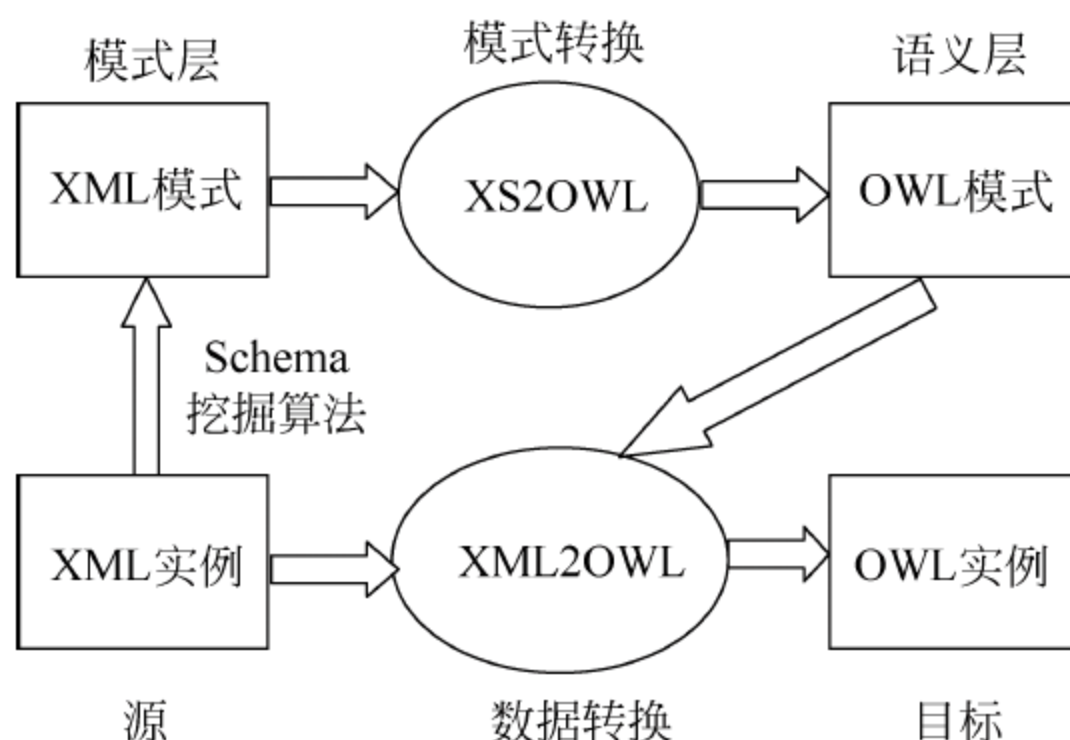 模式层
模式转换
语义层
XML模式
XS2OWL
OWL模式
Schema
挖掘算法
XML实例
XML2OWL
OWL实例
源
数据转换
目标